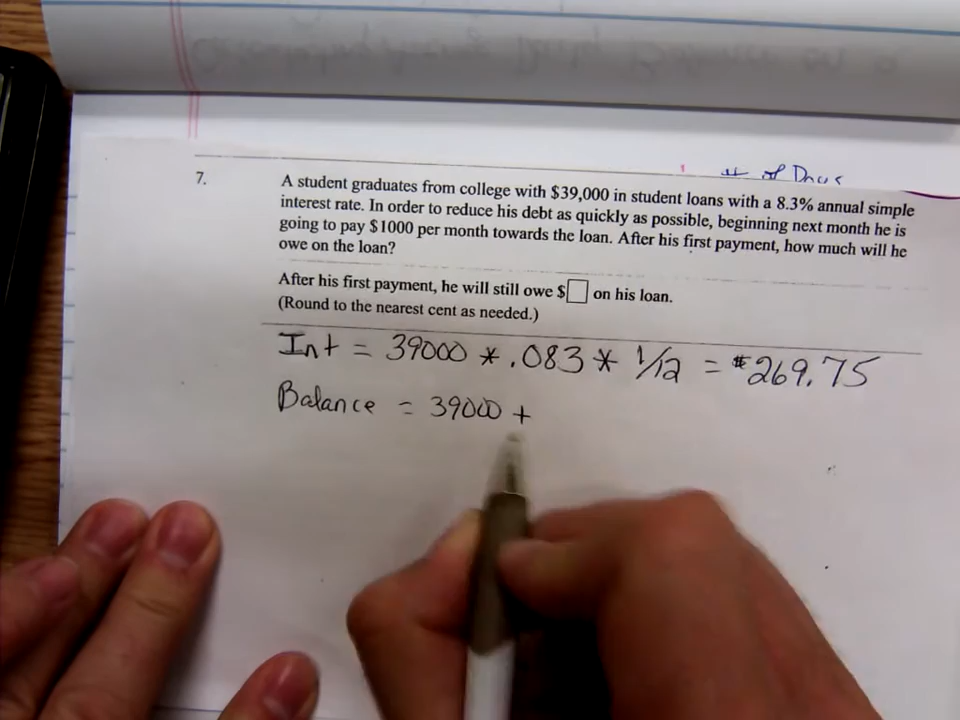 # of Days
7. A student graduates from college with $39,000 in student loans with a 8.3% annual simple
interest rate. In order to reduce his debt as quickly as possible, beginning next month he is
going to pay $1000 per month towards the loan. After his first payment, how much will he
owe on the loan?
After his first payment, he will still owe $ on his loan.
(Round to the nearest cent as needed.)
Int = 39000 * .083 * 1/12 = $269.75
Balance = 39000 +